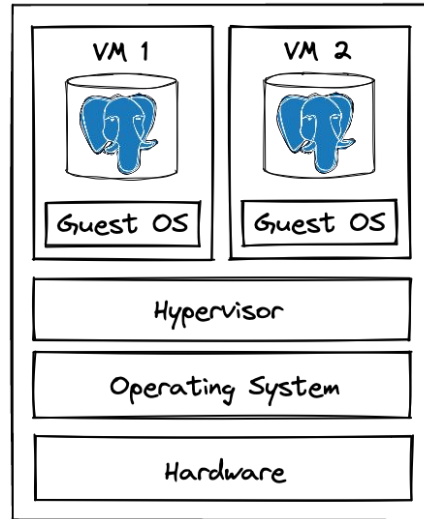 VM 1
VM 2
Guest OS
Guest OS
Hypervisor
Operating System
Hardware